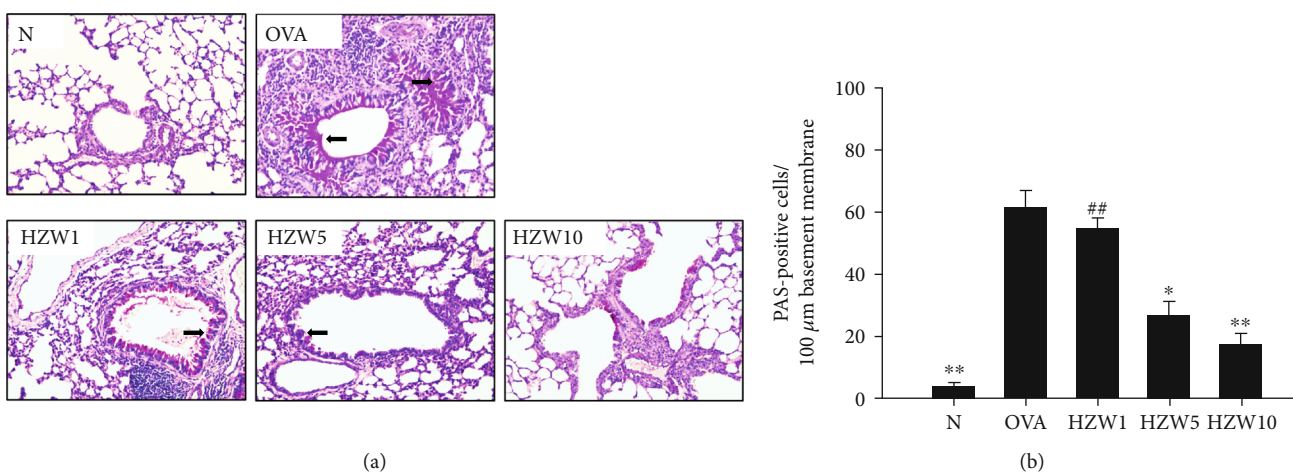 N
OVA
HZW1
HZW5
HZW10
(a)
PAS-positive cells/
100 µm basement membrane
100
80
60
40
20
0
**
##
*
**
N OVA HZW1 HZW5 HZW10
(b)